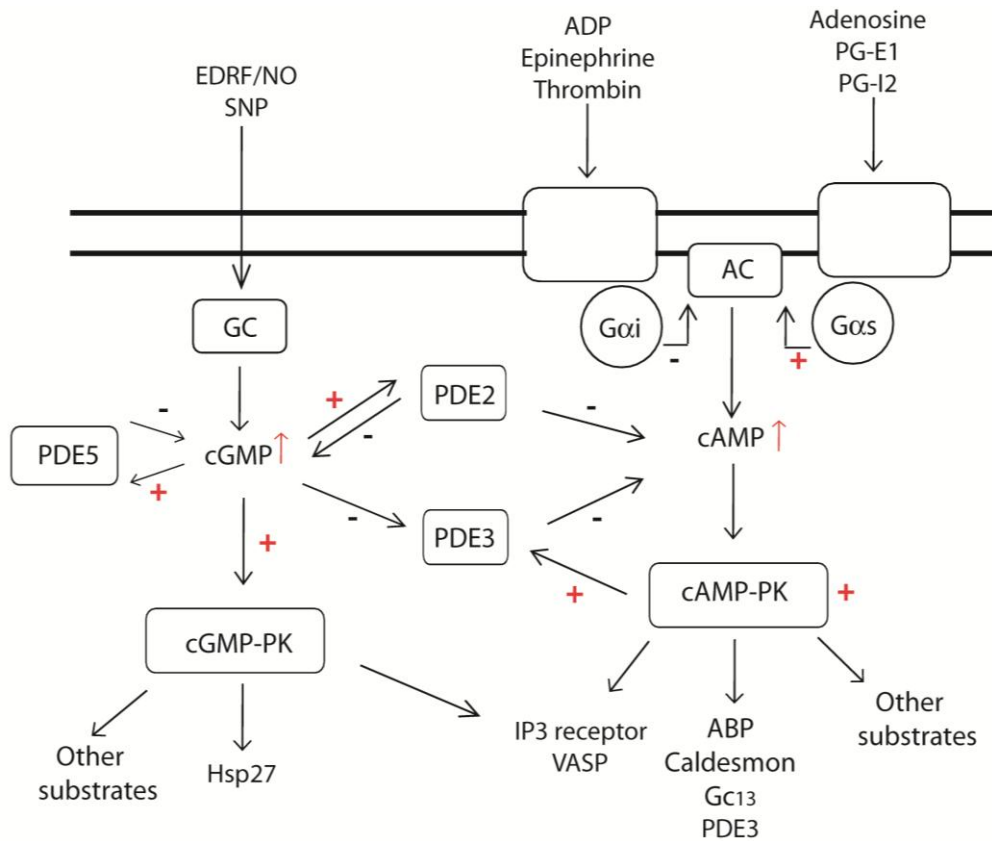 ADP
Epinephrine
Thrombin
Adenosine
PG-E1
PG-I2
EDRF/NO
SNP
AC
GC
Gαi
Gαs
-
+
PDE5
-
+
cGMP↑
+
-
PDE2
-
cAMP↑
-
PDE3
-
+
+
cAMP-PK
+
cGMP-PK
Other
substrates
Hsp27
IP3 receptor
VASP
ABP
Caldesmon
Gc13
PDE3
Other
substrates